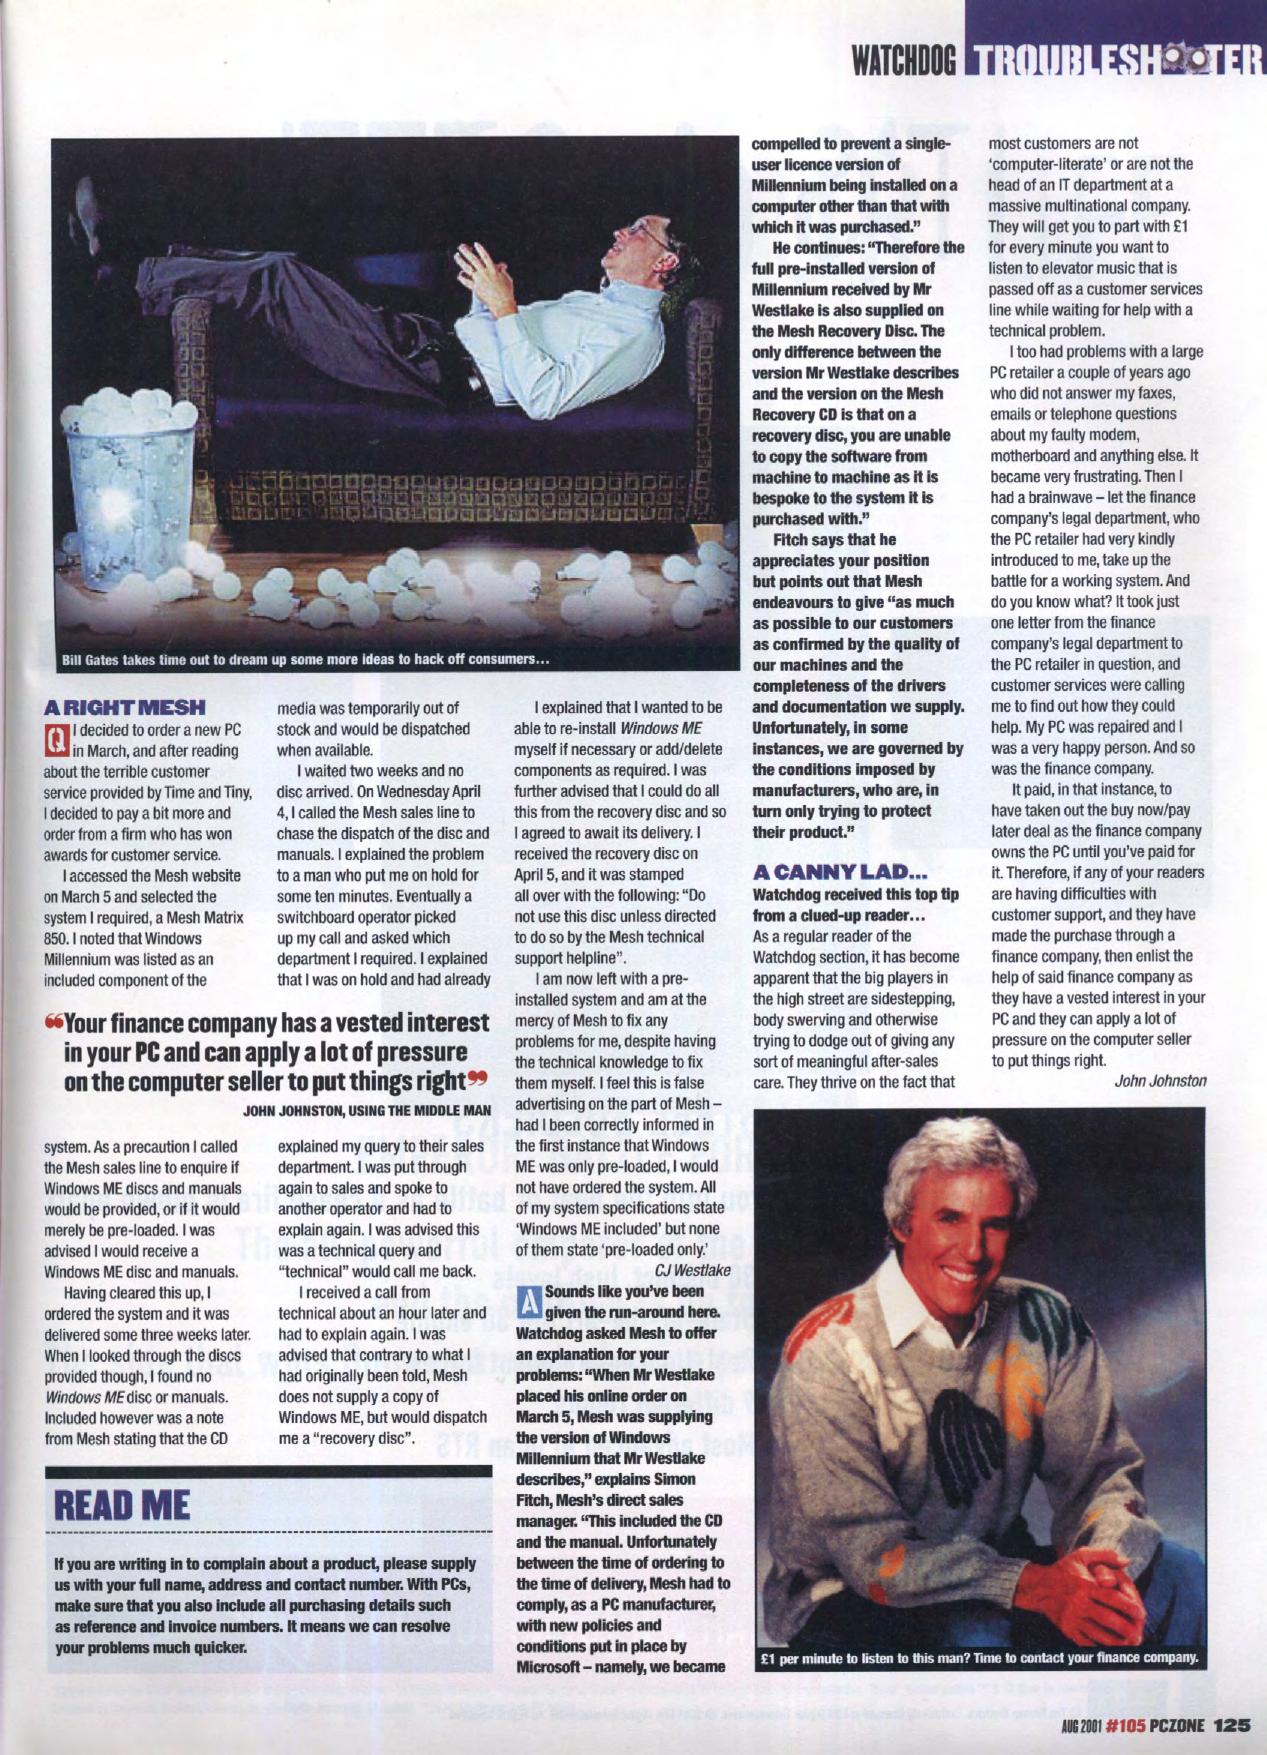 WATCHDOG TROUBLESHOOTER
Bill Gates takes time out to dream up some more ideas to hack off consumers...
A RIGHT MESH
Q I decided to order a new PC
in March, and after reading
about the terrible customer
service provided by Time and Tiny,
I decided to pay a bit more and
order from a firm who has won
awards for customer service.
I accessed the Mesh website
on March 5 and selected the
system I required, a Mesh Matrix
850. I noted that Windows
Millennium was listed as an
included component of the
system. As a precaution I called
the Mesh sales line to enquire if
Windows ME discs and manuals
would be provided, or if it would
merely be pre-loaded. I was
advised I would receive a
Windows ME disc and manuals.
Having cleared this up, I
ordered the system and it was
delivered some three weeks later.
When I looked through the discs
provided though, I found no
Windows ME disc or manuals.
Included however was a note
from Mesh stating that the CD
media was temporarily out of
stock and would be dispatched
when available.
I waited two weeks and no
disc arrived. On Wednesday April
4, I called the Mesh sales line to
chase the dispatch of the disc and
manuals. I explained the problem
to a man who put me on hold for
some ten minutes. Eventually a
switchboard operator picked
up my call and asked which
department I required. I explained
that I was on hold and had already
explained my query to their sales
department. I was put through
again to sales and spoke to
another operator and had to
explain again. I was advised this
was a technical query and
"technical" would call me back.
I received a call from
technical about an hour later and
had to explain again. I was
advised that contrary to what I
had originally been told, Mesh
does not supply a copy of
Windows ME, but would dispatch
me a "recovery disc".
“Your finance company has a vested interest
in your PC and can apply a lot of pressure
on the computer seller to put things right”
JOHN JOHNSTON, USING THE MIDDLE MAN
I explained that I wanted to be
able to re-install Windows ME
myself if necessary or add/delete
components as required. I was
further advised that I could do all
this from the recovery disc and so
I agreed to await its delivery. I
received the recovery disc on
April 5, and it was stamped
all over with the following: "Do
not use this disc unless directed
to do so by the Mesh technical
support helpline".
I am now left with a pre-
installed system and am at the
mercy of Mesh to fix any
problems for me, despite having
the technical knowledge to fix
them myself. I feel this is false
advertising on the part of Mesh –
had I been correctly informed in
the first instance that Windows
ME was only pre-loaded, I would
not have ordered the system. All
of my system specifications state
'Windows ME included' but none
of them state 'pre-loaded only.'
CJ Westlake
A Sounds like you've been
given the run-around here.
Watchdog asked Mesh to offer
an explanation for your
problems: "When Mr Westlake
placed his online order on
March 5, Mesh was supplying
the version of Windows
Millennium that Mr Westlake
describes," explains Simon
Fitch, Mesh's direct sales
manager. "This included the CD
and the manual. Unfortunately
between the time of ordering to
the time of delivery, Mesh had to
comply, as a PC manufacturer,
with new policies and
conditions put in place by
Microsoft – namely, we became
compelled to prevent a single-
user licence version of
Millennium being installed on a
computer other than that with
which it was purchased."
He continues: "Therefore the
full pre-installed version of
Millennium received by Mr
Westlake is also supplied on
the Mesh Recovery Disc. The
only difference between the
version Mr Westlake describes
and the version on the Mesh
Recovery CD is that on a
recovery disc, you are unable
to copy the software from
machine to machine as it is
bespoke to the system it is
purchased with."
Fitch says that he
appreciates your position
but points out that Mesh
endeavours to give "as much
as possible to our customers
as confirmed by the quality of
our machines and the
completeness of the drivers
and documentation we supply.
Unfortunately, in some
instances, we are governed by
the conditions imposed by
manufacturers, who are, in
turn only trying to protect
their product."
A CANNY LAD...
Watchdog received this top tip
from a clued-up reader...
As a regular reader of the
Watchdog section, it has become
apparent that the big players in
the high street are sidestepping,
body swerving and otherwise
trying to dodge out of giving any
sort of meaningful after-sales
care. They thrive on the fact that
most customers are not
'computer-literate' or are not the
head of an IT department at a
massive multinational company.
They will get you to part with £1
for every minute you want to
listen to elevator music that is
passed off as a customer services
line while waiting for help with a
technical problem.
I too had problems with a large
PC retailer a couple of years ago
who did not answer my faxes,
emails or telephone questions
about my faulty modem,
motherboard and anything else. It
became very frustrating. Then I
had a brainwave – let the finance
company's legal department, who
the PC retailer had very kindly
introduced to me, take up the
battle for a working system. And
do you know what? It took just
one letter from the finance
company's legal department to
the PC retailer in question, and
customer services were calling
me to find out how they could
help. My PC was repaired and I
was a very happy person. And so
was the finance company.
It paid, in that instance, to
have taken out the buy now/pay
later deal as the finance company
owns the PC until you've paid for
it. Therefore, if any of your readers
are having difficulties with
customer support, and they have
made the purchase through a
finance company, then enlist the
help of said finance company as
they have a vested interest in your
PC and they can apply a lot of
pressure on the computer seller
to put things right.
John Johnston
READ ME
If you are writing in to complain about a product, please supply
us with your full name, address and contact number. With PCs,
make sure that you also include all purchasing details such
as reference and invoice numbers. It means we can resolve
your problems much quicker.
£1 per minute to listen to this man? Time to contact your finance company.
AUG 2001 #105 PCZONE 125